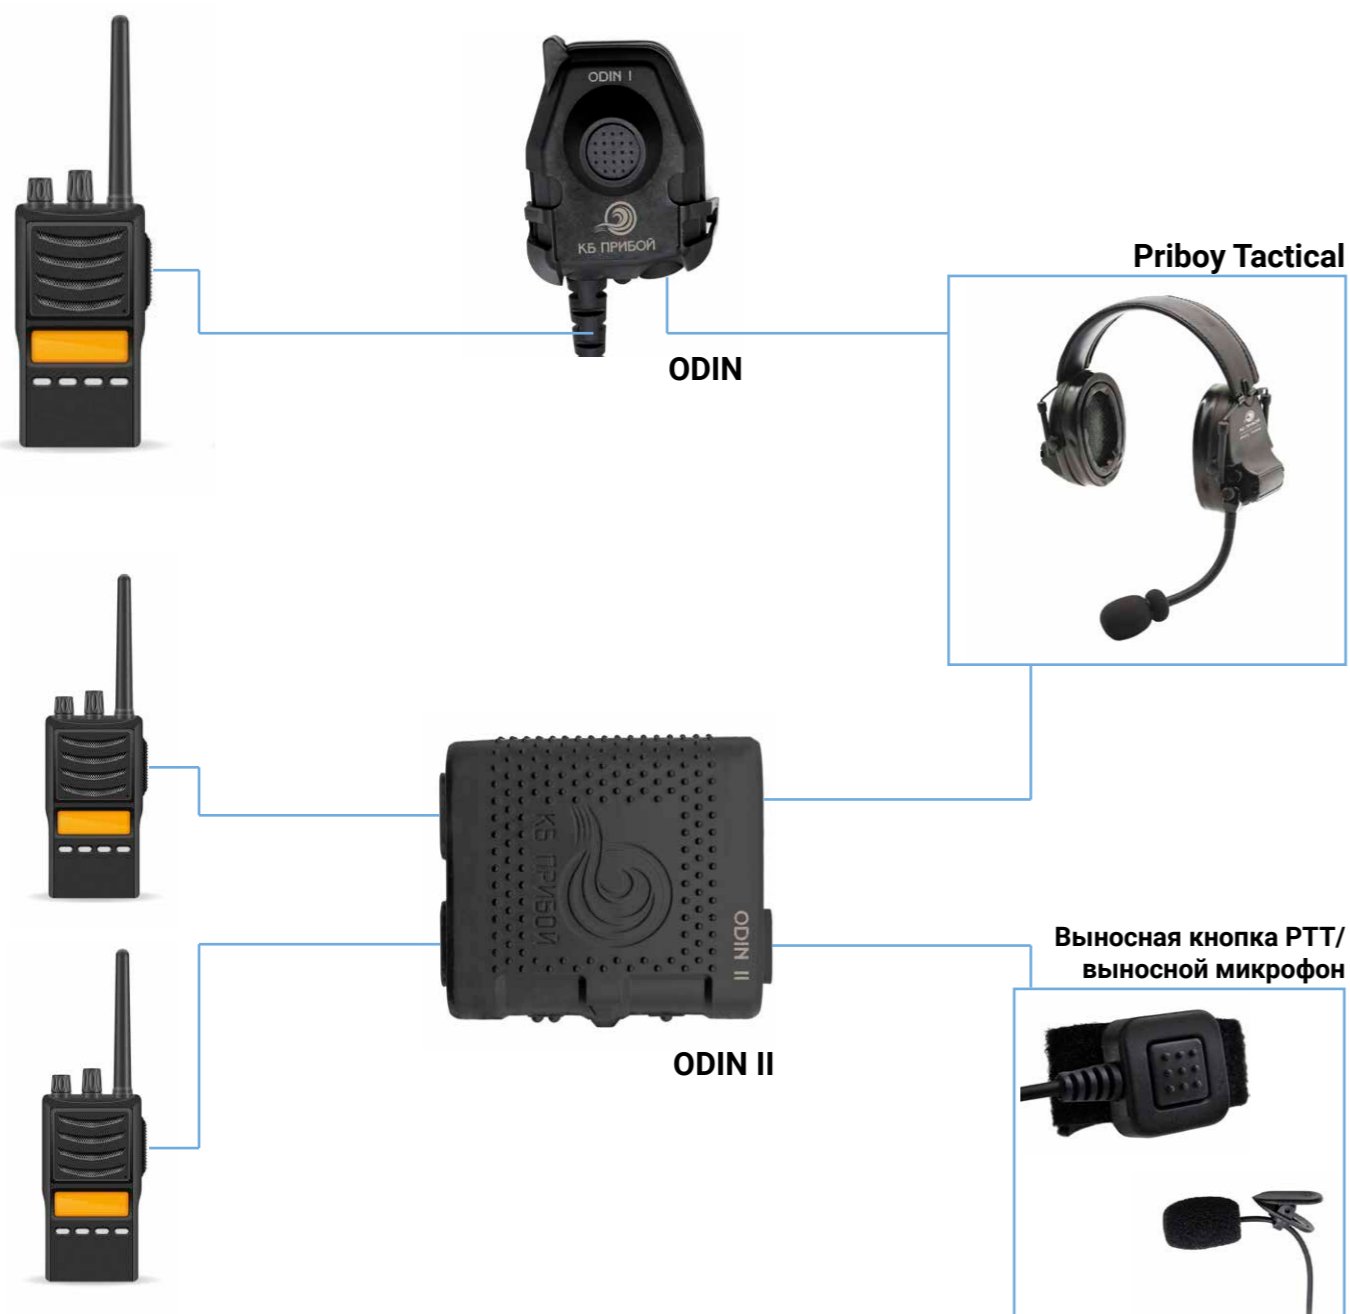 ODIN I
КБ ПРИБОЙ
ODIN
Priboy Tactical
КБ ПРИБОЙ
ODIN II
ODIN II
Выносная кнопка PTT/
выносной микрофон